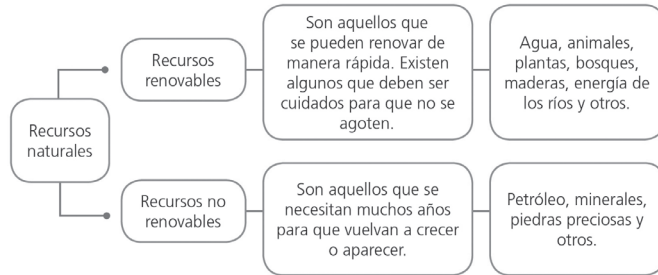 Recursos
naturales
Recursos
renovables
Son aquellos que
se pueden renovar de
manera rápida. Existen
algunos que deben ser
cuidados para que no se
agoten.
Agua, animales,
plantas, bosques,
maderas, energía de
los ríos y otros.
Recursos no
renovables
Son aquellos que se
necesitan muchos años
para que vuelvan a crecer
o aparecer.
Petróleo, minerales,
piedras preciosas y
otros.